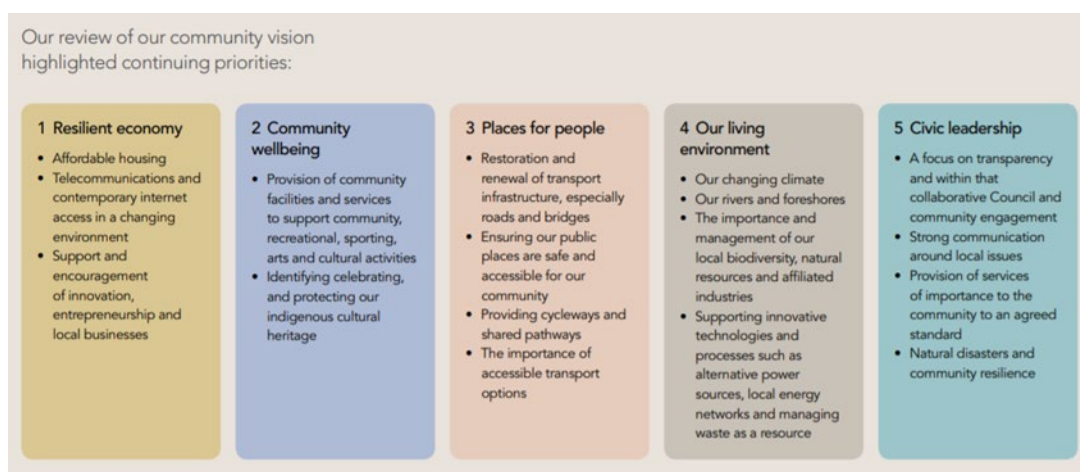 Our review of our community vision
highlighted continuing priorities:
1 Resilient economy
• Affordable housing
• Telecommunications and
contemporary internet
access in a changing
environment
• Support and
encouragement
of innovation,
entrepreneurship and
local businesses
2 Community
wellbeing
• Provision of community
facilities and services
to support community,
recreational, sporting,
arts and cultural activities
• Identifying celebrating,
and protecting our
indigenous cultural
heritage
3 Places for people
• Restoration and
renewal of transport
infrastructure, especially
roads and bridges
• Ensuring our public
places are safe and
accessible for our
community
• Providing cycleways and
shared pathways
• The importance of
accessible transport
options
4 Our living
environment
• Our changing climate
• Our rivers and foreshores
• The importance and
management of our
local biodiversity, natural
resources and affiliated
industries
• Supporting innovative
technologies and
processes such as
alternative power
sources, local energy
networks and managing
waste as a resource
5 Civic leadership
• A focus on transparency
and within that
collaborative Council and
community engagement
• Strong communication
around local issues
• Provision of services
of importance to the
community to an agreed
standard
• Natural disasters and
community resilience